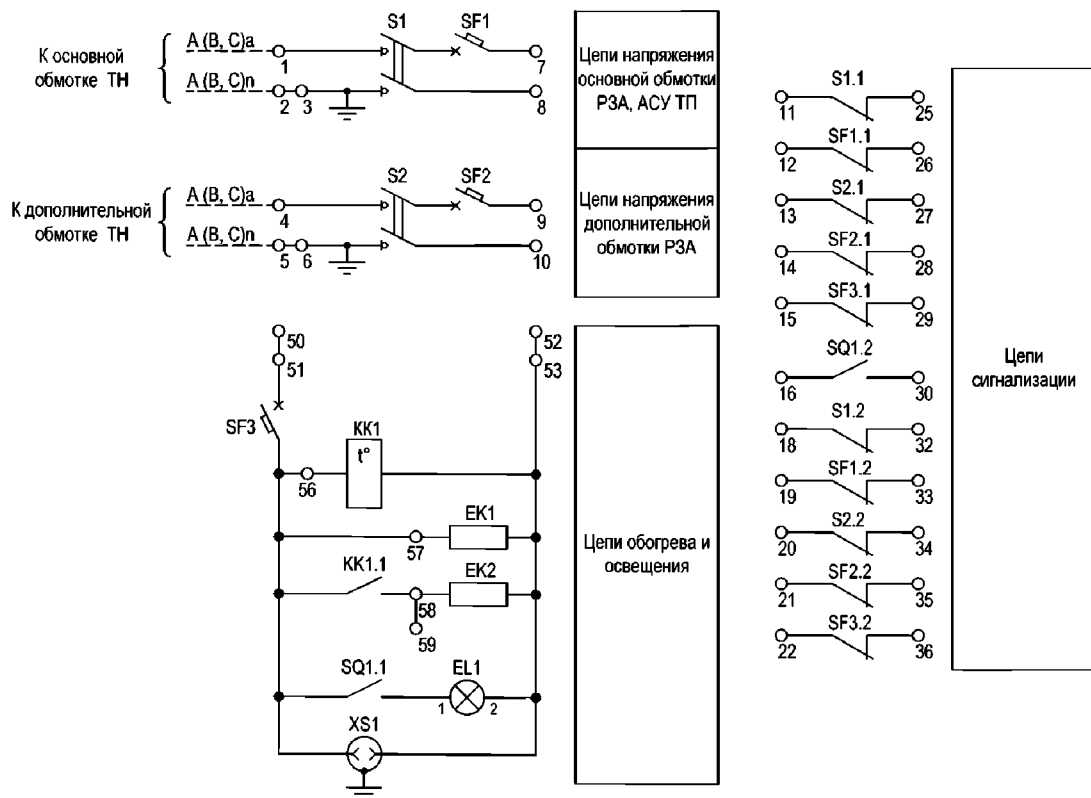 К основной
обмотке ТН
А (В, С)а
1
А (В, С)n
2 3
S1
SF1
7
8
Цепи напряжения
основной обмотки
РЗА, АСУ ТП
К дополнительной
обмотке ТН
А (В, С)а
4
А (В, С)n
5 6
S2
SF2
9
10
Цепи напряжения
дополнительной
обмотки РЗА
50
51
52
53
SF3
KK1
t°
56
EK1
57
KK1.1
EK2
58
59
SQ1.1
EL1
1 2
XS1
Цепи обогрева и
освещения
S1.1
11 25
SF1.1
12 26
S2.1
13 27
SF2.1
14 28
SF3.1
15 29
SQ1.2
16 30
S1.2
18 32
SF1.2
19 33
S2.2
20 34
SF2.2
21 35
SF3.2
22 36
Цепи
сигнализации